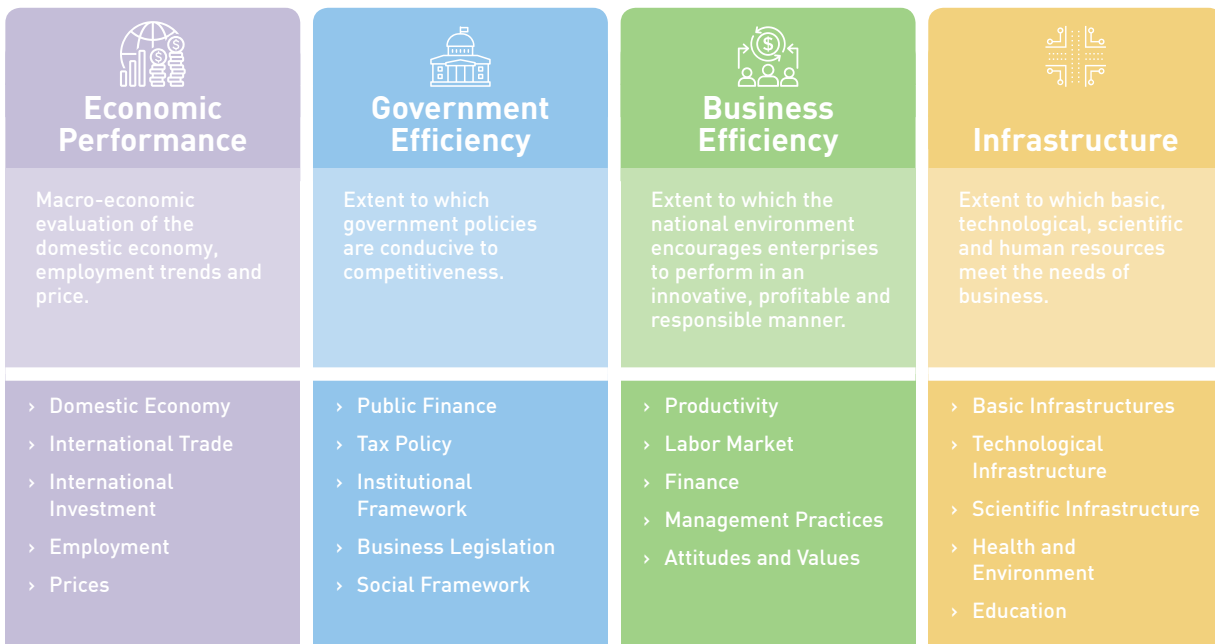 Economic
Performance
Macro-economic
evaluation of the
domestic economy,
employment trends and
price.
› Domestic Economy
› International Trade
› International
Investment
› Employment
› Prices
Government
Efficiency
Extent to which
government policies
are conducive to
competitiveness.
› Public Finance
› Tax Policy
› Institutional
Framework
› Business Legislation
› Social Framework
Business
Efficiency
Extent to which the
national environment
encourages enterprises
to perform in an
innovative, profitable and
responsible manner.
› Productivity
› Labor Market
› Finance
› Management Practices
› Attitudes and Values
Infrastructure
Extent to which basic,
technological, scientific
and human resources
meet the needs of
business.
› Basic Infrastructures
› Technological
Infrastructure
› Scientific Infrastructure
› Health and
Environment
› Education